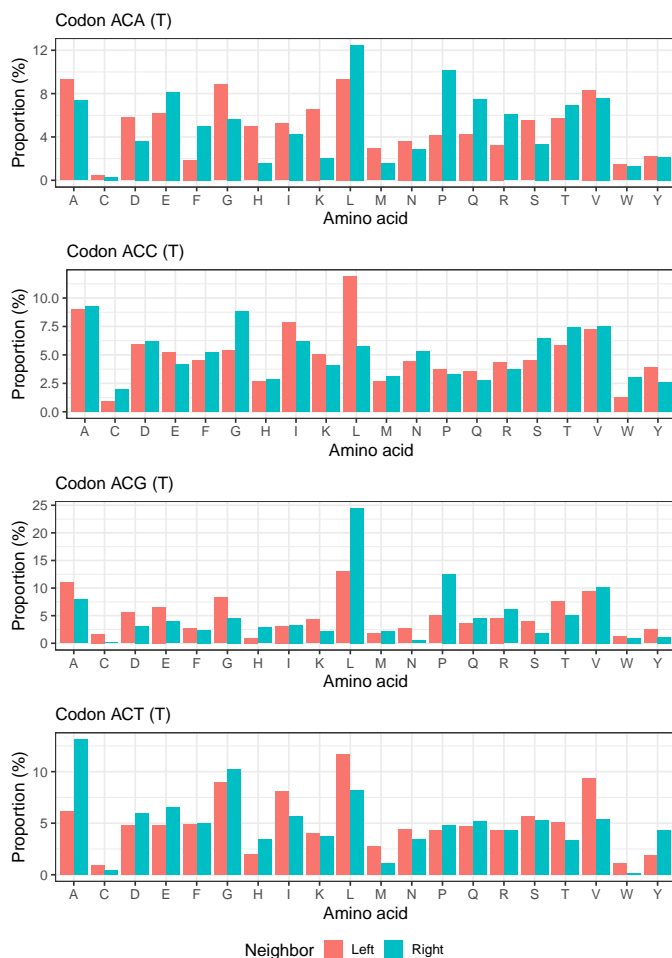 Codon ACA (T)
Proportion (%)
12
8
4
0
A C D E F G H I K L M N P Q R S T V W Y
Amino acid
Codon ACC (T)
Proportion (%)
10.0
7.5
5.0
2.5
0.0
A C D E F G H I K L M N P Q R S T V W Y
Amino acid
Codon ACG (T)
Proportion (%)
25
20
15
10
5
0
A C D E F G H I K L M N P Q R S T V W Y
Amino acid
Codon ACT (T)
Proportion (%)
10
5
0
A C D E F G H I K L M N P Q R S T V W Y
Amino acid
Neighbor Left Right